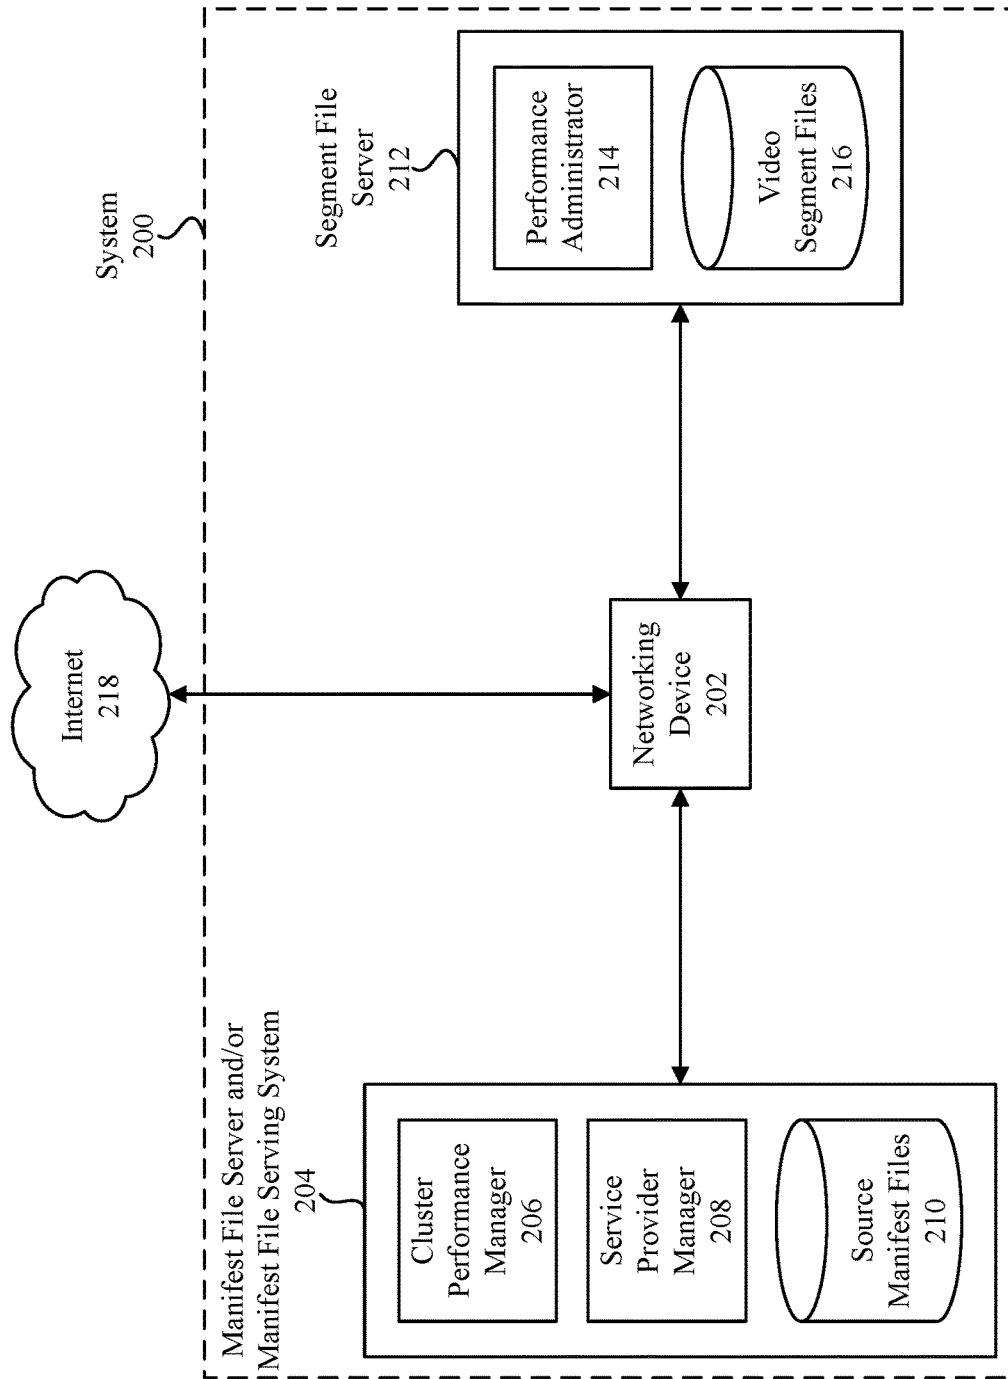 System
200
Internet
218
Manifest File Server and/or
Manifest File Serving System
204
Cluster
Performance
Manager
206
Service
Provider
Manager
208
Source
Manifest Files
210
Networking
Device
202
Segment File
Server
212
Performance
Administrator
214
Video
Segment Files
216